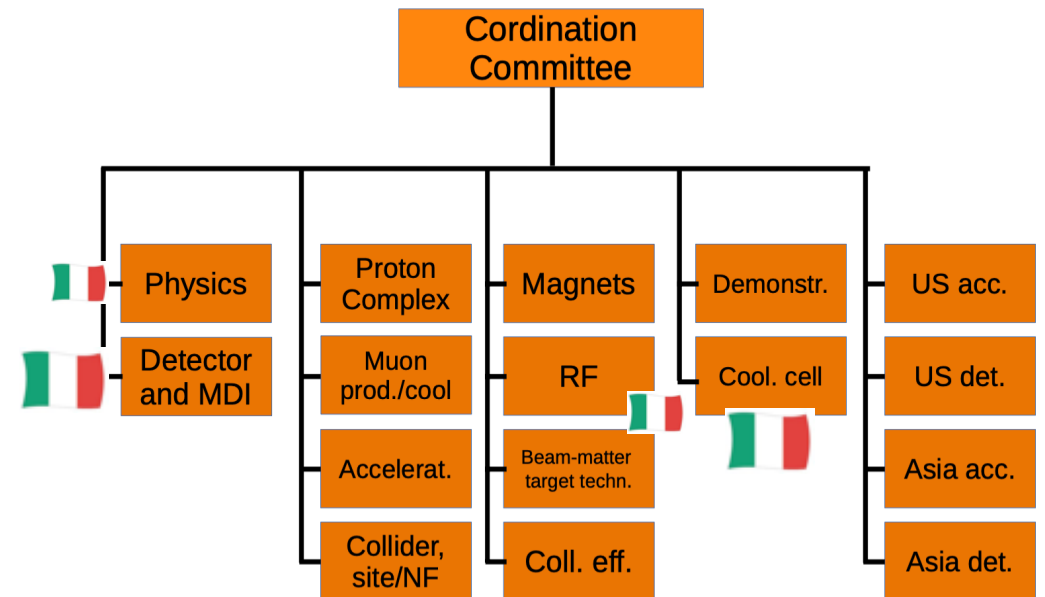 Cordination
Committee
Physics
Detector
and MDI
Proton
Complex
Muon
prod./cool
Accelerat.
Collider,
site/NF
Magnets
RF
Beam-matter
target techn.
Coll. eff.
Demonstr.
Cool. cell
US acc.
US det.
Asia acc.
Asia det.